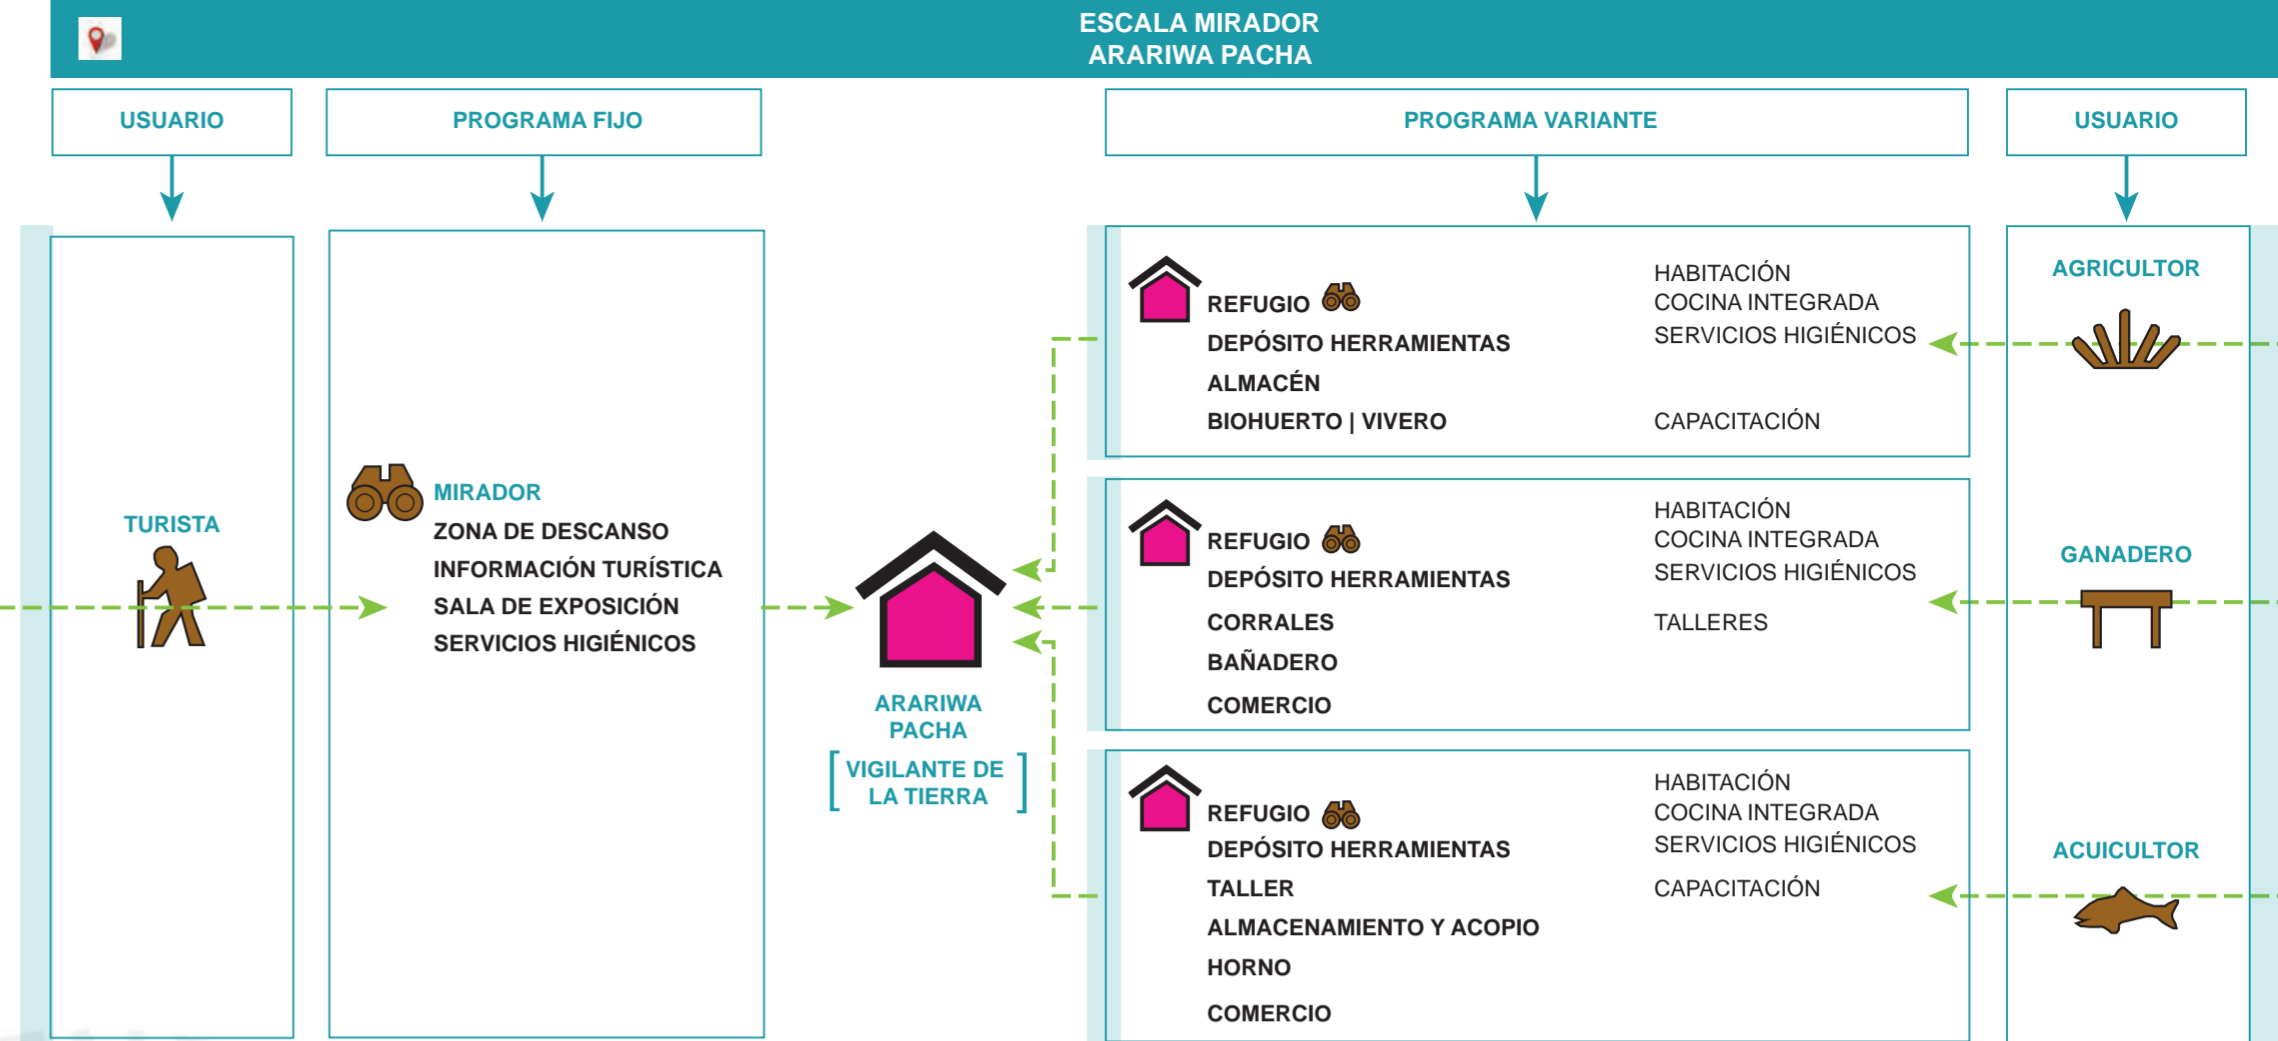 ESCALA MIRADOR
ARARIWA PACHA
USUARIO
PROGRAMA FIJO
PROGRAMA VARIANTE
USUARIO
TURISTA
MIRADOR
ZONA DE DESCANSO
INFORMACIÓN TURÍSTICA
SALA DE EXPOSICIÓN
SERVICIOS HIGIÉNICOS
ARARIWA
PACHA
[VIGILANTE DE
LA TIERRA]
REFUGIO
DEPÓSITO HERRAMIENTAS
ALMACÉN
BIOHUERTO | VIVERO
HABITACIÓN
COCINA INTEGRADA
SERVICIOS HIGIÉNICOS
CAPACITACIÓN
AGRICULTOR
REFUGIO
DEPÓSITO HERRAMIENTAS
CORRALES
BAÑADERO
COMERCIO
HABITACIÓN
COCINA INTEGRADA
SERVICIOS HIGIÉNICOS
TALLERES
GANADERO
REFUGIO
DEPÓSITO HERRAMIENTAS
TALLER
ALMACENAMIENTO Y ACOPIO
HORNO
COMERCIO
HABITACIÓN
COCINA INTEGRADA
SERVICIOS HIGIÉNICOS
CAPACITACIÓN
ACUICULTOR